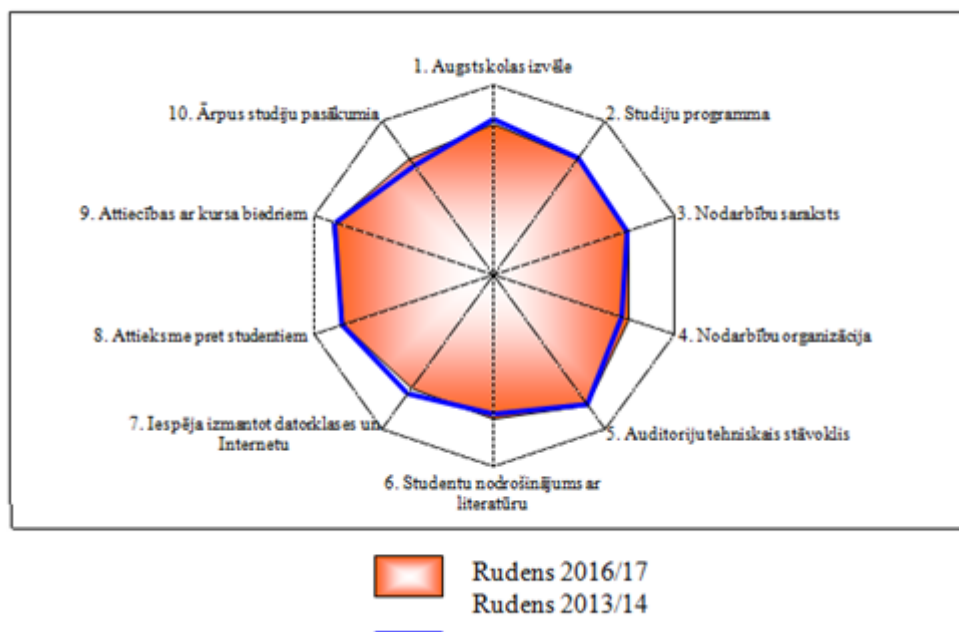 1. Augstskolas izvēle
2. Studiju programma
3. Nodarbību saraksts
4. Nodarbību organizācija
5. Auditoriju tehniskais stāvoklis
6. Studentu nodrošinājums ar
literatūru
7. Iespēja izmantot datorklases un
Internetu
8. Attieksme pret studentiem
9. Attiecības ar kursa biedriem
10. Ārpus studiju pasākumia
Rudens 2016/17
Rudens 2013/14